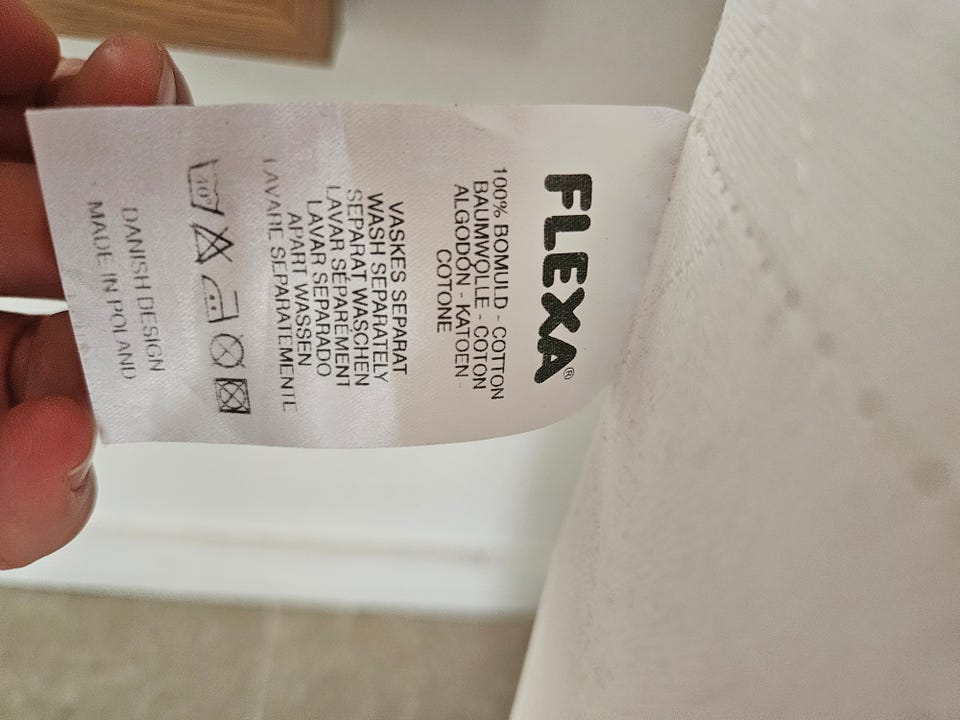 FLEXA®
100% BOMULD - COTTON
BAUMWOLLE - COTON
ALGODÓN - KATOEN -
COTONE
VASKES SEPARAT
WASH SEPARATELY
SEPARAT WASCHEN
LAVAR SÉPARÉMENT
LAVAR SEPARADO
APART WASSEN
LAVARE SEPARATEMENTE
40°
DANISH DESIGN
MADE IN POLAND